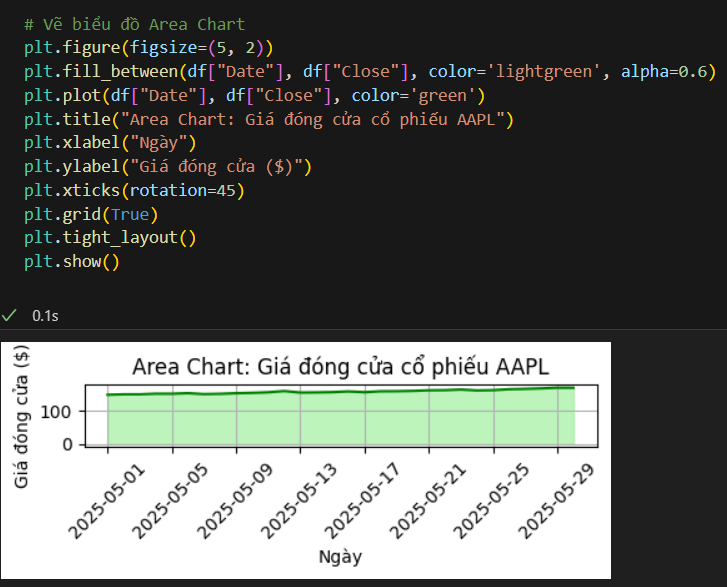 # Vẽ biểu đồ Area Chart
plt.figure(figsize=(5, 2))
plt.fill_between(df["Date"], df["Close"], color='lightgreen', alpha=0.6)
plt.plot(df["Date"], df["Close"], color='green')
plt.title("Area Chart: Giá đóng cửa cổ phiếu AAPL")
plt.xlabel("Ngày")
plt.ylabel("Giá đóng cửa ($)")
plt.xticks(rotation=45)
plt.grid(True)
plt.tight_layout()
plt.show()
0.1s
Area Chart: Giá đóng cửa cổ phiếu AAPL
Giá đóng cửa ($)
100
0
2025-05-01
2025-05-05
2025-05-09
2025-05-13
2025-05-17
2025-05-21
2025-05-25
2025-05-29
Ngày